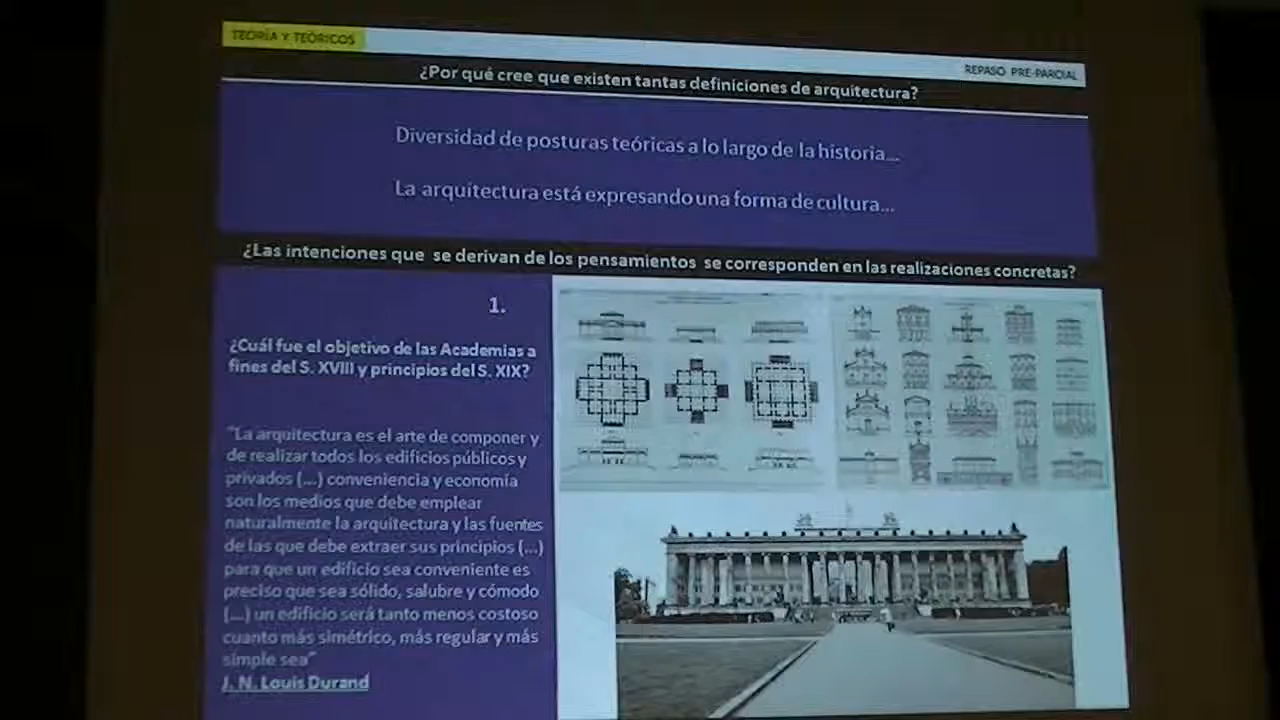 TEORÍA Y TEÓRICOS
REPASO PRE-PARCIAL
¿Por qué cree que existen tantas definiciones de arquitectura?
Diversidad de posturas teóricas a lo largo de la historia...
La arquitectura está expresando una forma de cultura...
¿Las intenciones que se derivan de los pensamientos se corresponden en las realizaciones concretas?
1.
¿Cuál fue el objetivo de las Academias a
fines del S. XVIII y principios del S. XIX?
"La arquitectura es el arte de componer y
de realizar todos los edificios públicos y
privados (...) conveniencia y economía
son los medios que debe emplear
naturalmente la arquitectura y las fuentes
de las que debe extraer sus principios (...)
para que un edificio sea conveniente es
preciso que sea sólido, salubre y cómodo
(...) un edificio será tanto menos costoso
cuanto más simétrico, más regular y más
simple sea"
J. N. Louis Durand